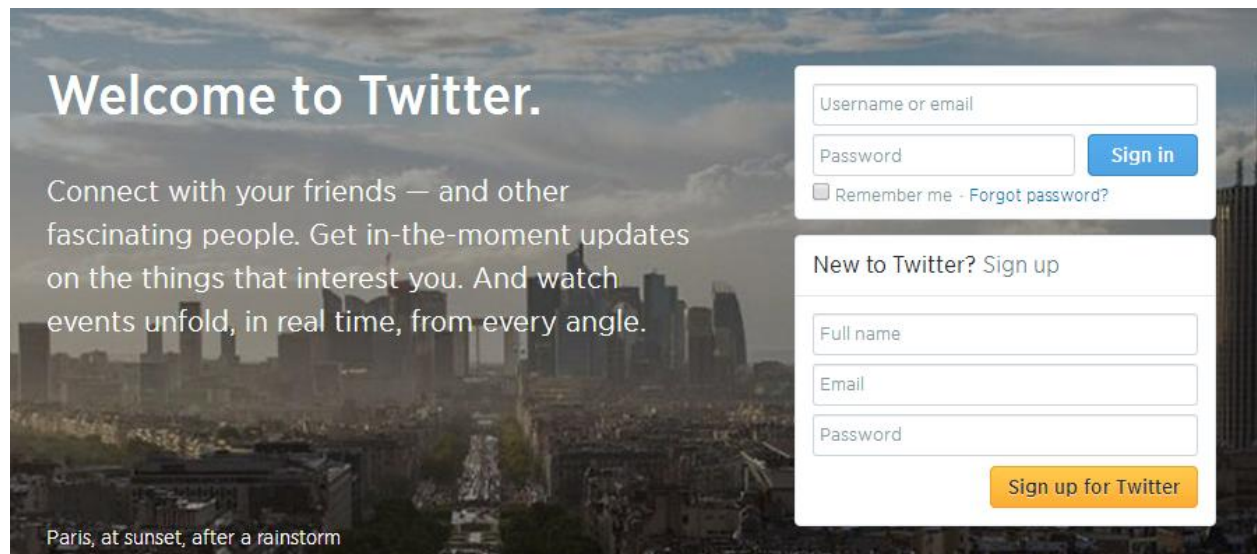 Welcome to Twitter.
Connect with your friends — and other
fascinating people. Get in-the-moment updates
on the things that interest you. And watch
events unfold, in real time, from every angle.
Paris, at sunset, after a rainstorm
Username or email
Password
Sign in
Remember me · Forgot password?
New to Twitter? Sign up
Full name
Email
Password
Sign up for Twitter